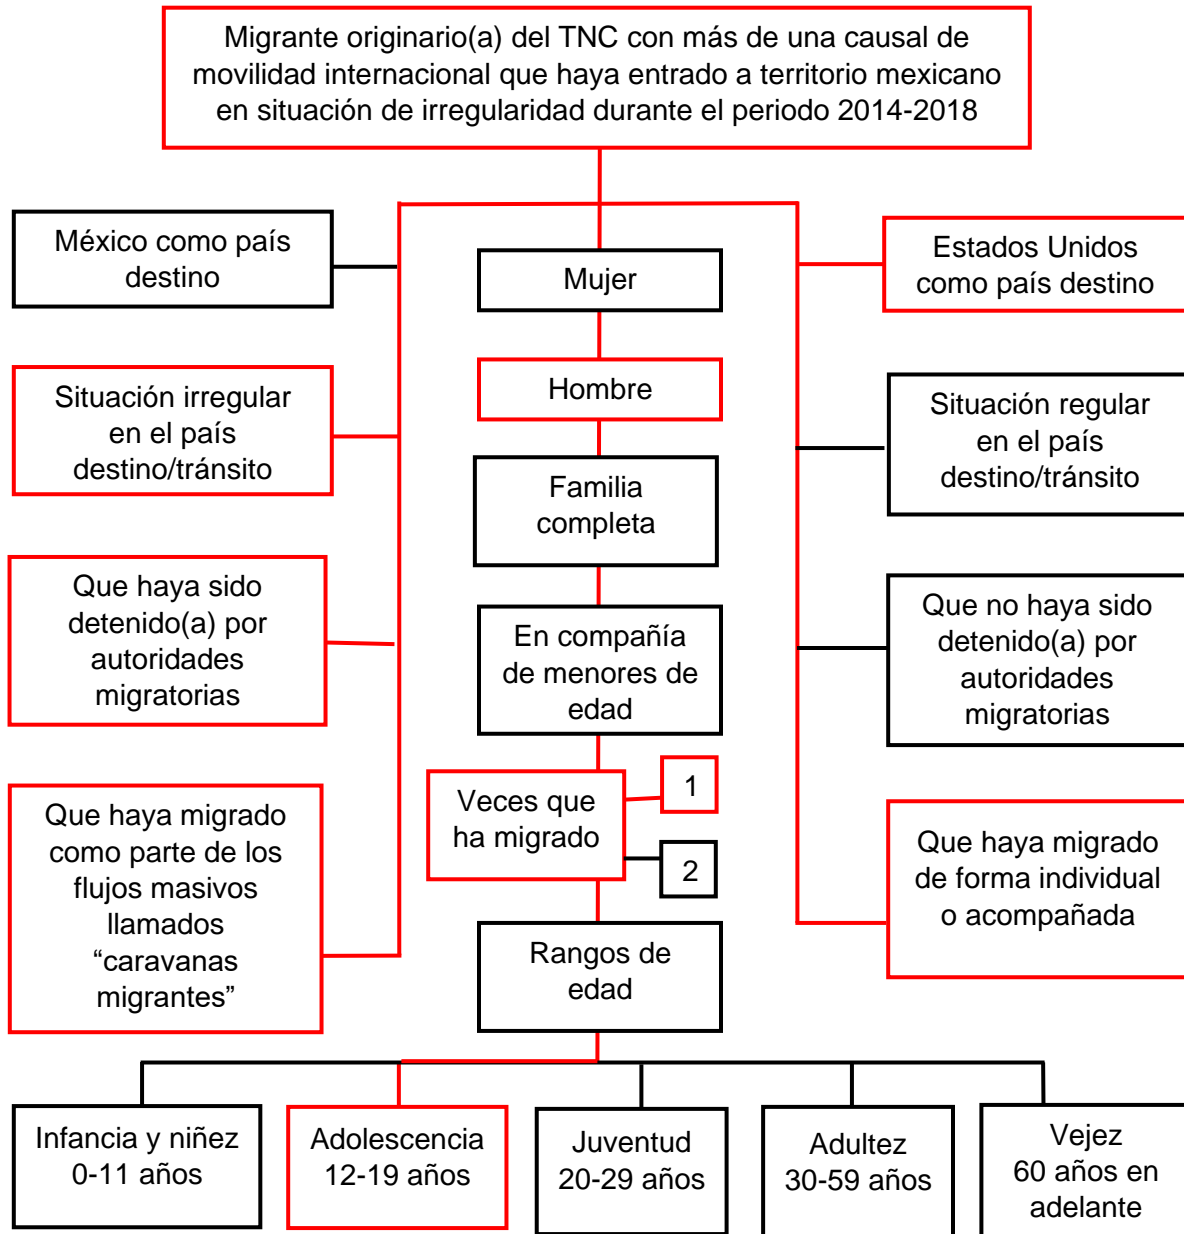 Migrante originario(a) del TNC con más de una causal de
movilidad internacional que haya entrado a territorio mexicano
en situación de irregularidad durante el periodo 2014-2018
México como país
destino
Mujer
Estados Unidos
como país destino
Situación irregular
en el país
destino/tránsito
Hombre
Situación regular
en el país
destino/tránsito
Familia
completa
Que haya sido
detenido(a) por
autoridades
migratorias
En compañía
de menores de
edad
Que no haya sido
detenido(a) por
autoridades
migratorias
Que haya migrado
como parte de los
flujos masivos
llamados
“caravanas
migrantes”
Veces que
ha migrado
1
2
Que haya migrado
de forma individual
o acompañada
Rangos de
edad
Infancia y niñez
0-11 años
Adolescencia
12-19 años
Juventud
20-29 años
Adultez
30-59 años
Vejez
60 años en
adelante